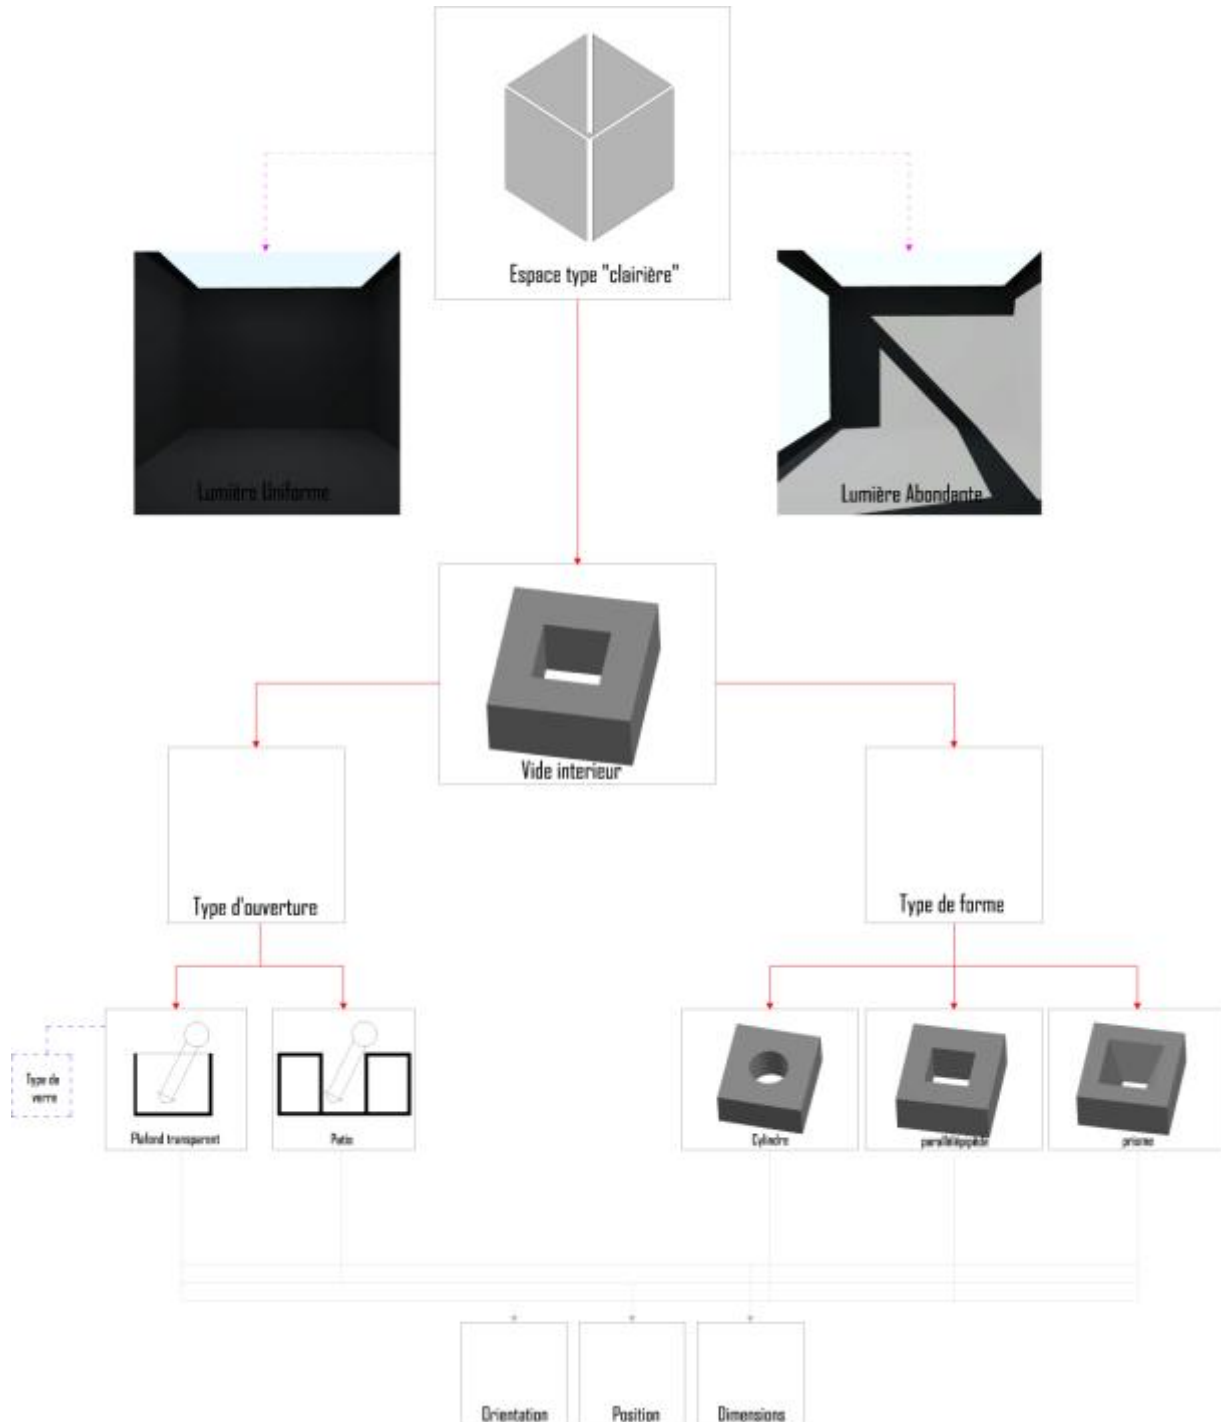 Espace type "clairière"
Lumière Uniforme
Lumière Abondante
Vide interieur
Type d'ouverture
Type de forme
Type de
verre
Plafond transparent
Patio
Cylindre
parallélépipède
prisme
Orientation
Position
Dimensions